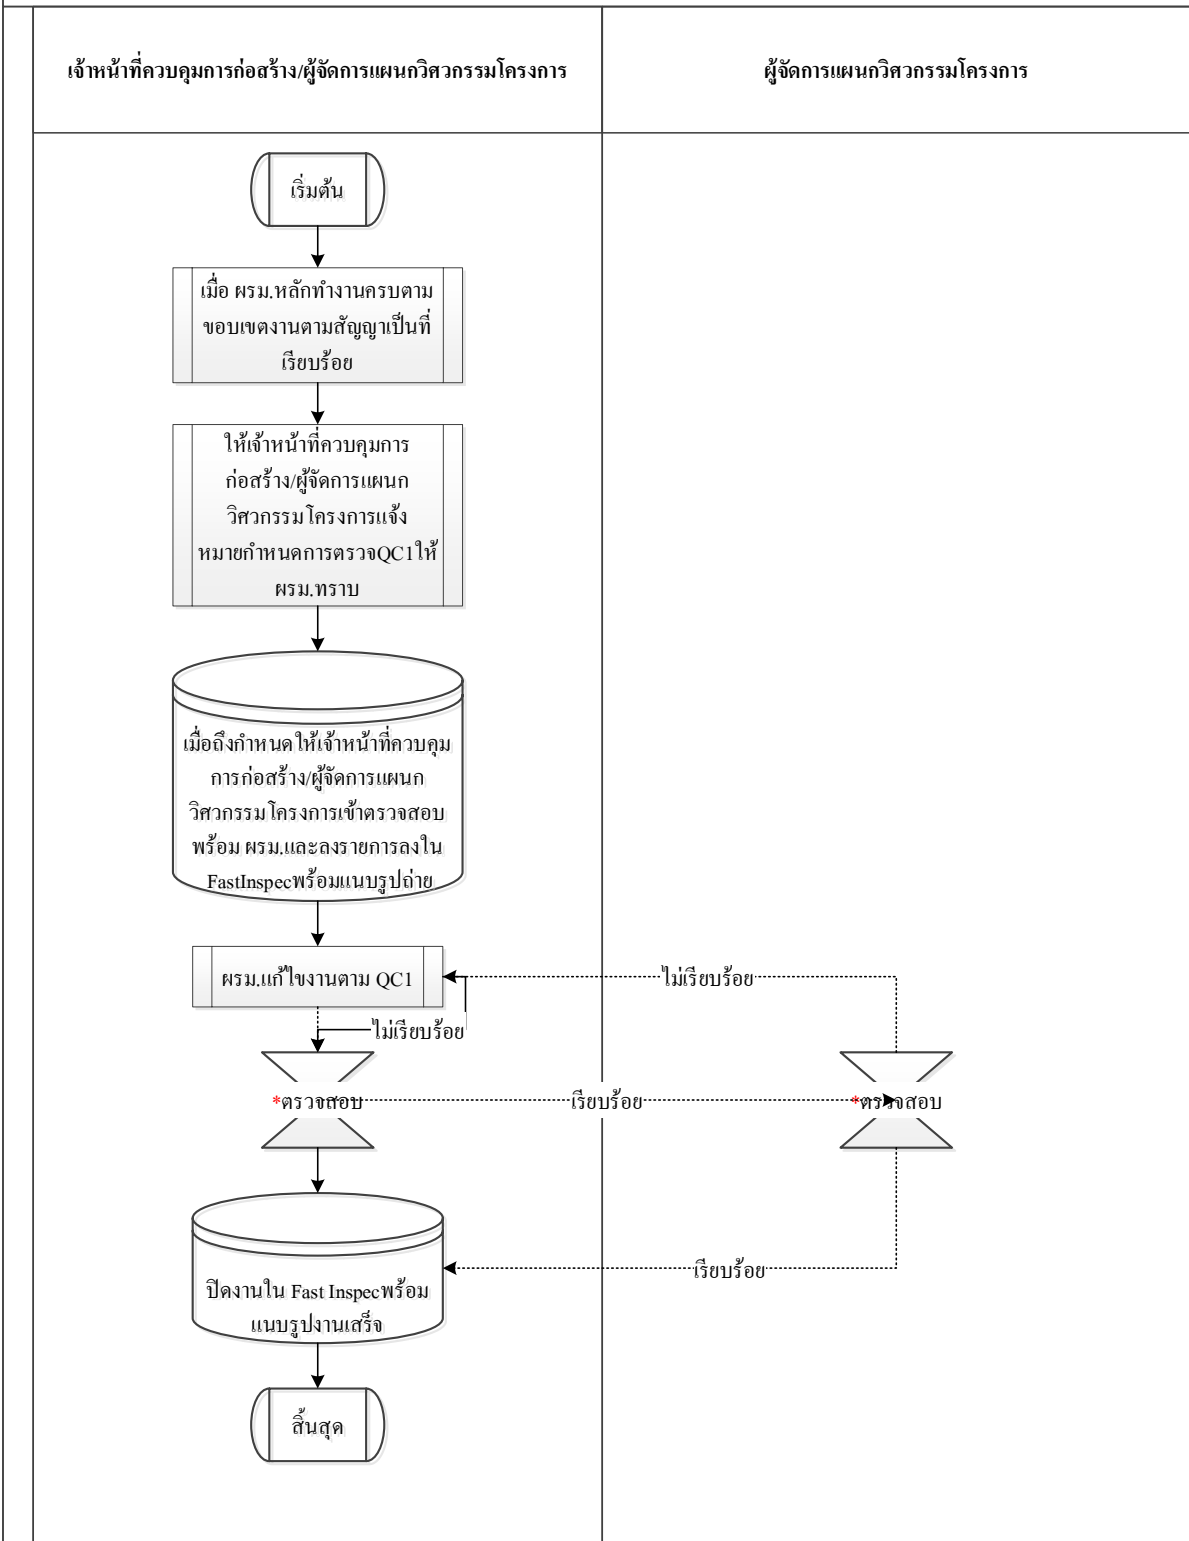 เจ้าหน้าที่ควบคุมการก่อสร้าง/ผู้จัดการแผนกวิศวกรรมโครงการ
ผู้จัดการแผนกวิศวกรรมโครงการ
เริ่มต้น
เมื่อ ผรม.หลักทำงานครบตาม
ขอบเขตงานตามสัญญาเป็นที่
เรียบร้อย
ให้เจ้าหน้าที่ควบคุมการ
ก่อสร้าง/ผู้จัดการแผนก
วิศวกรรมโครงการแจ้ง
หมายกำหนดการตรวจQC1ให้
ผรม.ทราบ
เมื่อถึงกำหนดให้เจ้าหน้าที่ควบคุม
การก่อสร้าง/ผู้จัดการแผนก
วิศวกรรมโครงการเข้าตรวจสอบ
พร้อม ผรม.และลงรายการลงใน
FastInspecพร้อมแนบรูปถ่าย
ผรม.แก้ไขงานตาม QC1
ไม่เรียบร้อย
ไม่เรียบร้อย
*ตรวจสอบ
เรียบร้อย
*ตรวจสอบ
เรียบร้อย
ปิดงานใน Fast Inspecพร้อม
แนบรูปงานเสร็จ
สิ้นสุด